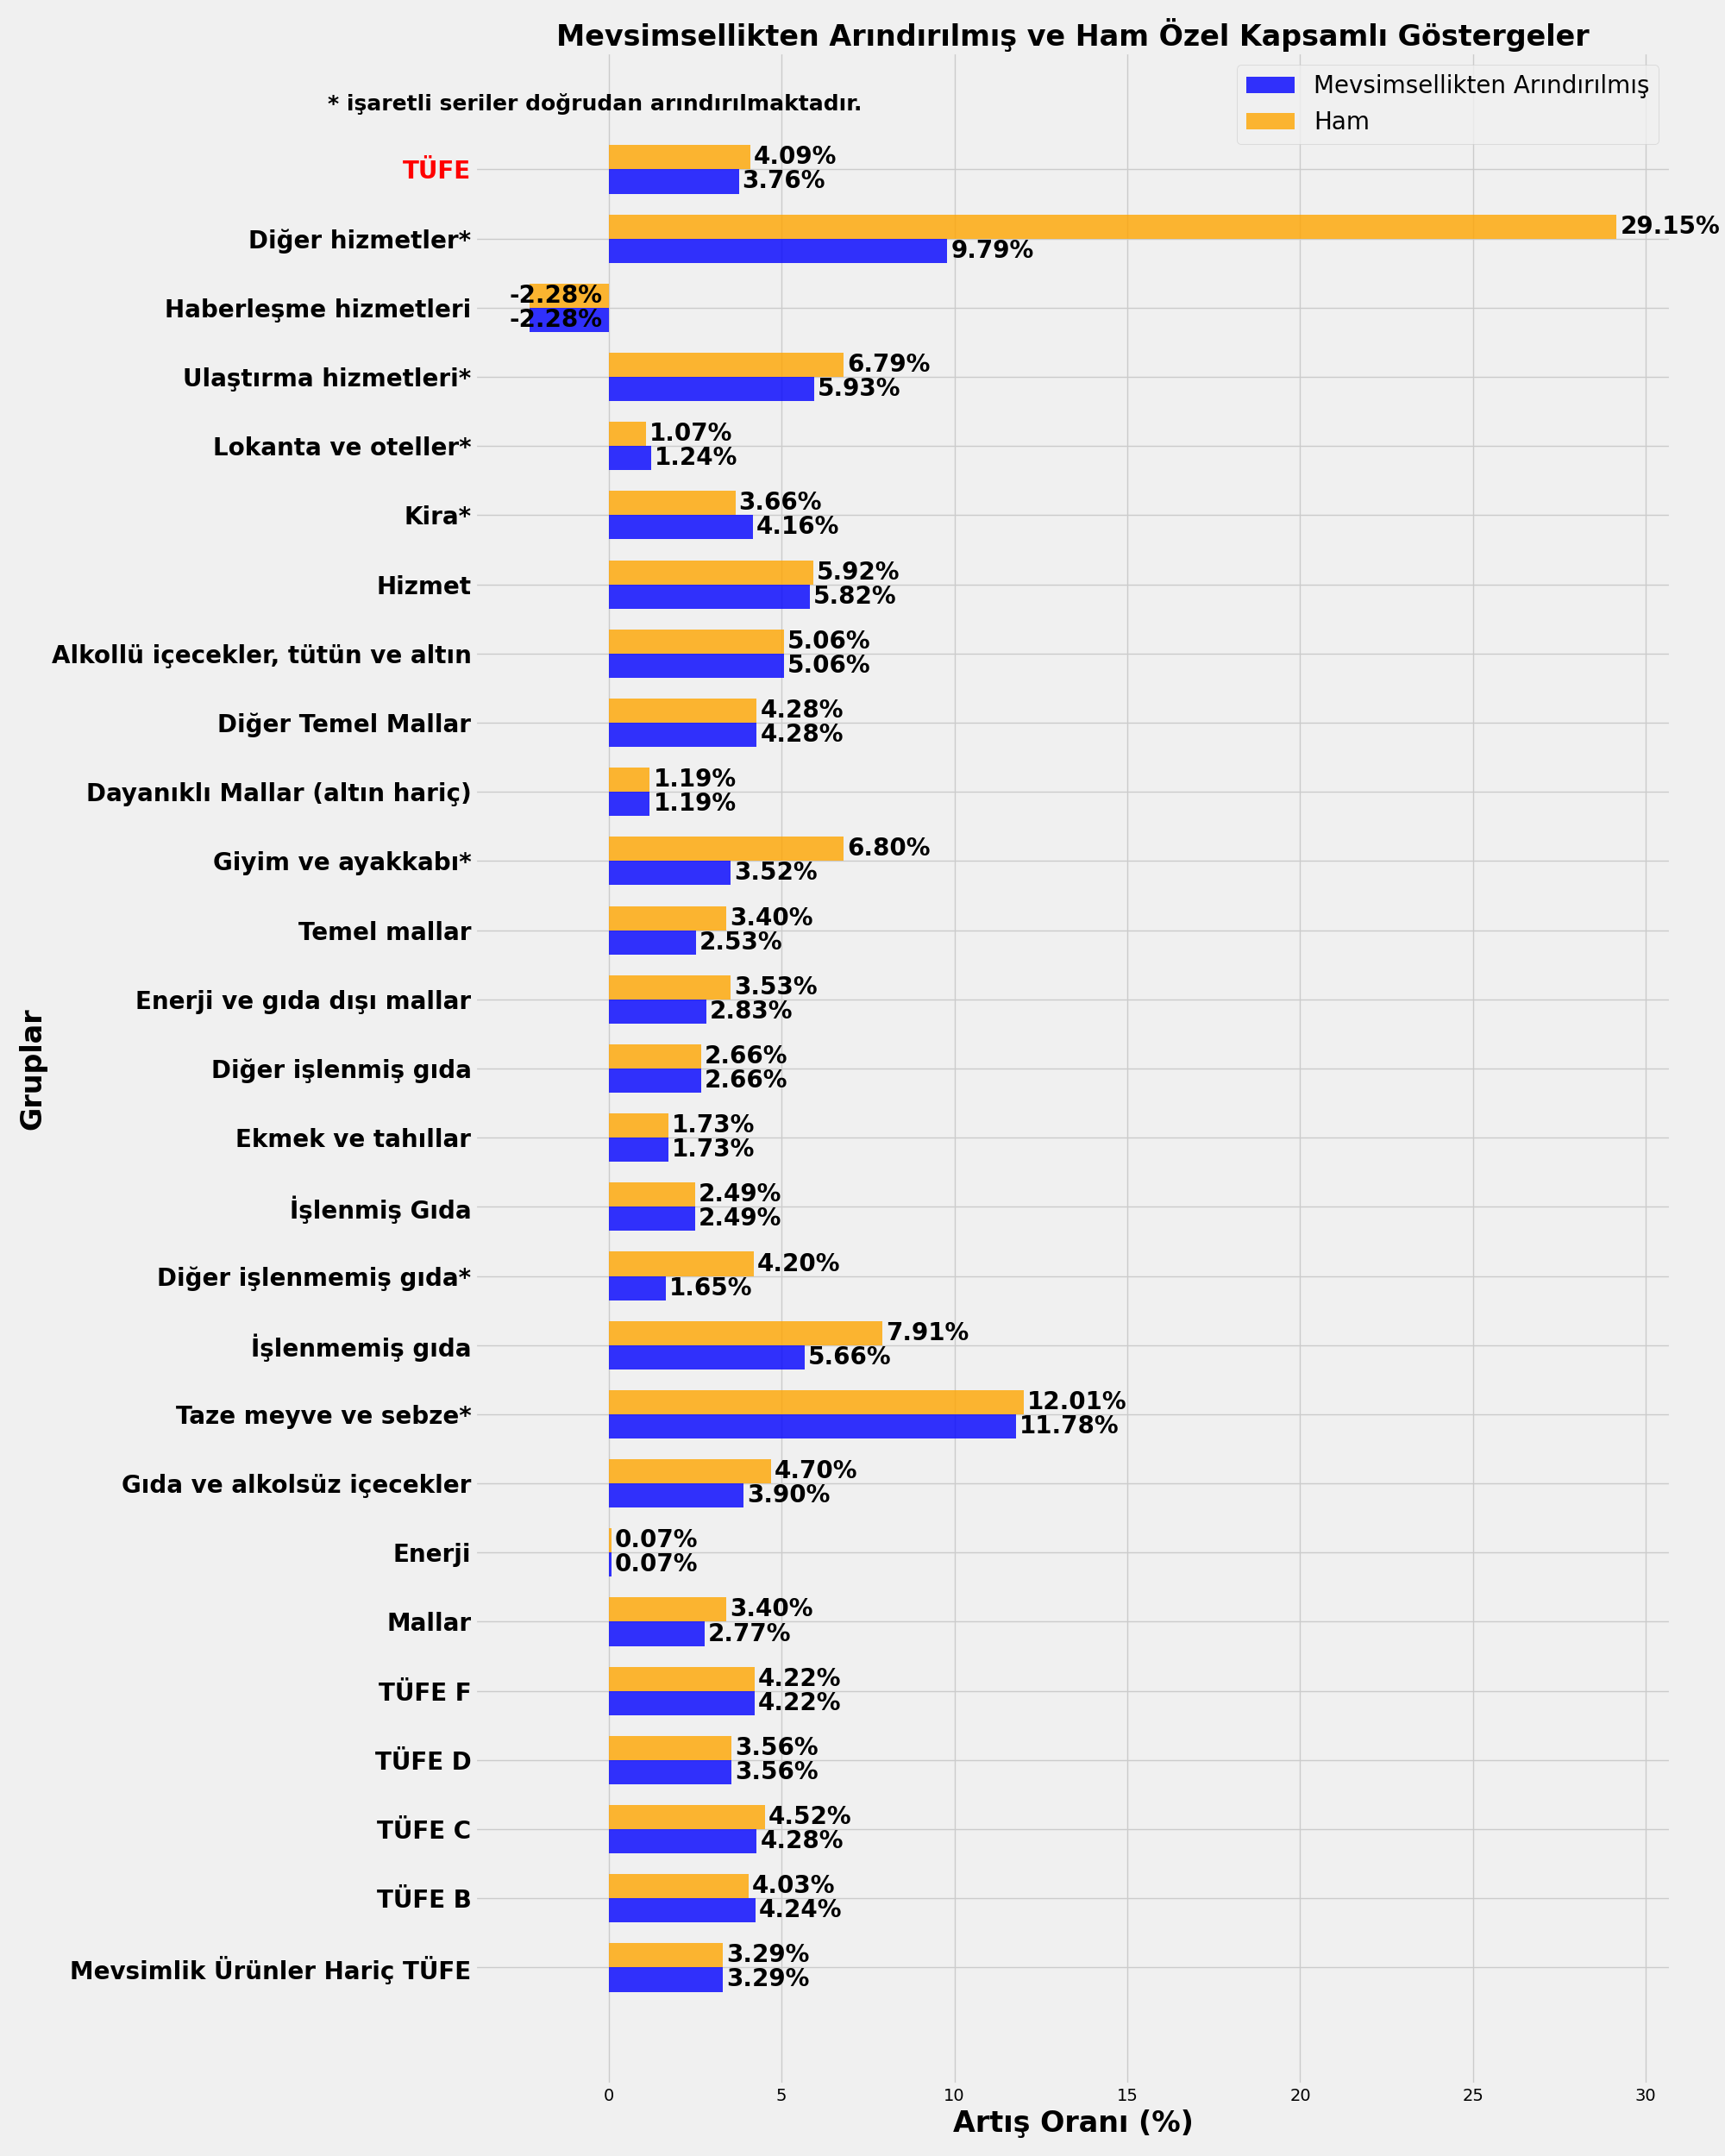 Mevsimsellikten Arındırılmış ve Ham Özel Kapsamlı Göstergeler
Mevsimsellikten Arındırılmış
Ham
* işaretli seriler doğrudan arındırılmaktadır.
TÜFE 4.09%
3.76%
Diğer hizmetler* 29.15%
9.79%
Haberleşme hizmetleri -2.28%
-2.28%
Ulaştırma hizmetleri* 6.79%
5.93%
Lokanta ve oteller* 1.07%
1.24%
Kira* 3.66%
4.16%
Hizmet 5.92%
5.82%
Alkollü içecekler, tütün ve altın 5.06%
5.06%
Diğer Temel Mallar 4.28%
4.28%
Dayanıklı Mallar (altın hariç) 1.19%
1.19%
Giyim ve ayakkabı* 6.80%
3.52%
Temel mallar 3.40%
2.53%
Enerji ve gıda dışı mallar 3.53%
2.83%
Diğer işlenmiş gıda 2.66%
2.66%
Ekmek ve tahıllar 1.73%
1.73%
İşlenmiş Gıda 2.49%
2.49%
Diğer işlenmemiş gıda* 4.20%
1.65%
İşlenmemiş gıda 7.91%
5.66%
Taze meyve ve sebze* 12.01%
11.78%
Gıda ve alkolsüz içecekler 4.70%
3.90%
Enerji 0.07%
0.07%
Mallar 3.40%
2.77%
TÜFE F 4.22%
4.22%
TÜFE D 3.56%
3.56%
TÜFE C 4.52%
4.28%
TÜFE B 4.03%
4.24%
Mevsimlik Ürünler Hariç TÜFE 3.29%
3.29%
Gruplar
0 5 10 15 20 25 30
Artış Oranı (%)